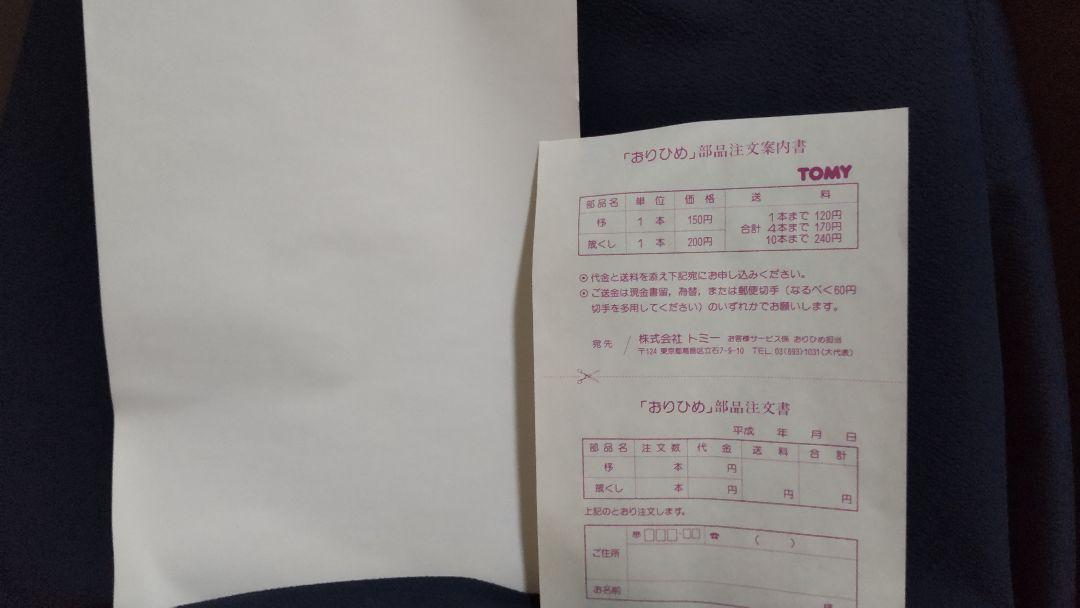 「おりひめ」部品注文案内書
TOMY
部品名 単位 価格 送料
杼 1本 150円 合計 1本まで 120円
4本まで 170円
筬くし 1本 200円 10本まで 240円
⦿代金と送料を添え下記宛にお申し込みください。
⦿ご送金は現金書留，為替，または郵便切手（なるべく60円
切手を多用してください）のいずれかでお願いします。
宛先 / 株式会社 トミー お客様サービス係 おりひめ担当
〒124 東京都葛飾区立石7-9-10 TEL. 03(693)1031(大代表)
「おりひめ」部品注文書
平成 年 月 日
部品名 注文数 代金 送料 合計
杼 本 円
筬くし 本 円 円 円
上記のとおり注文します。
ご住所 〒□□□-□□ ☎ ( )
お名前